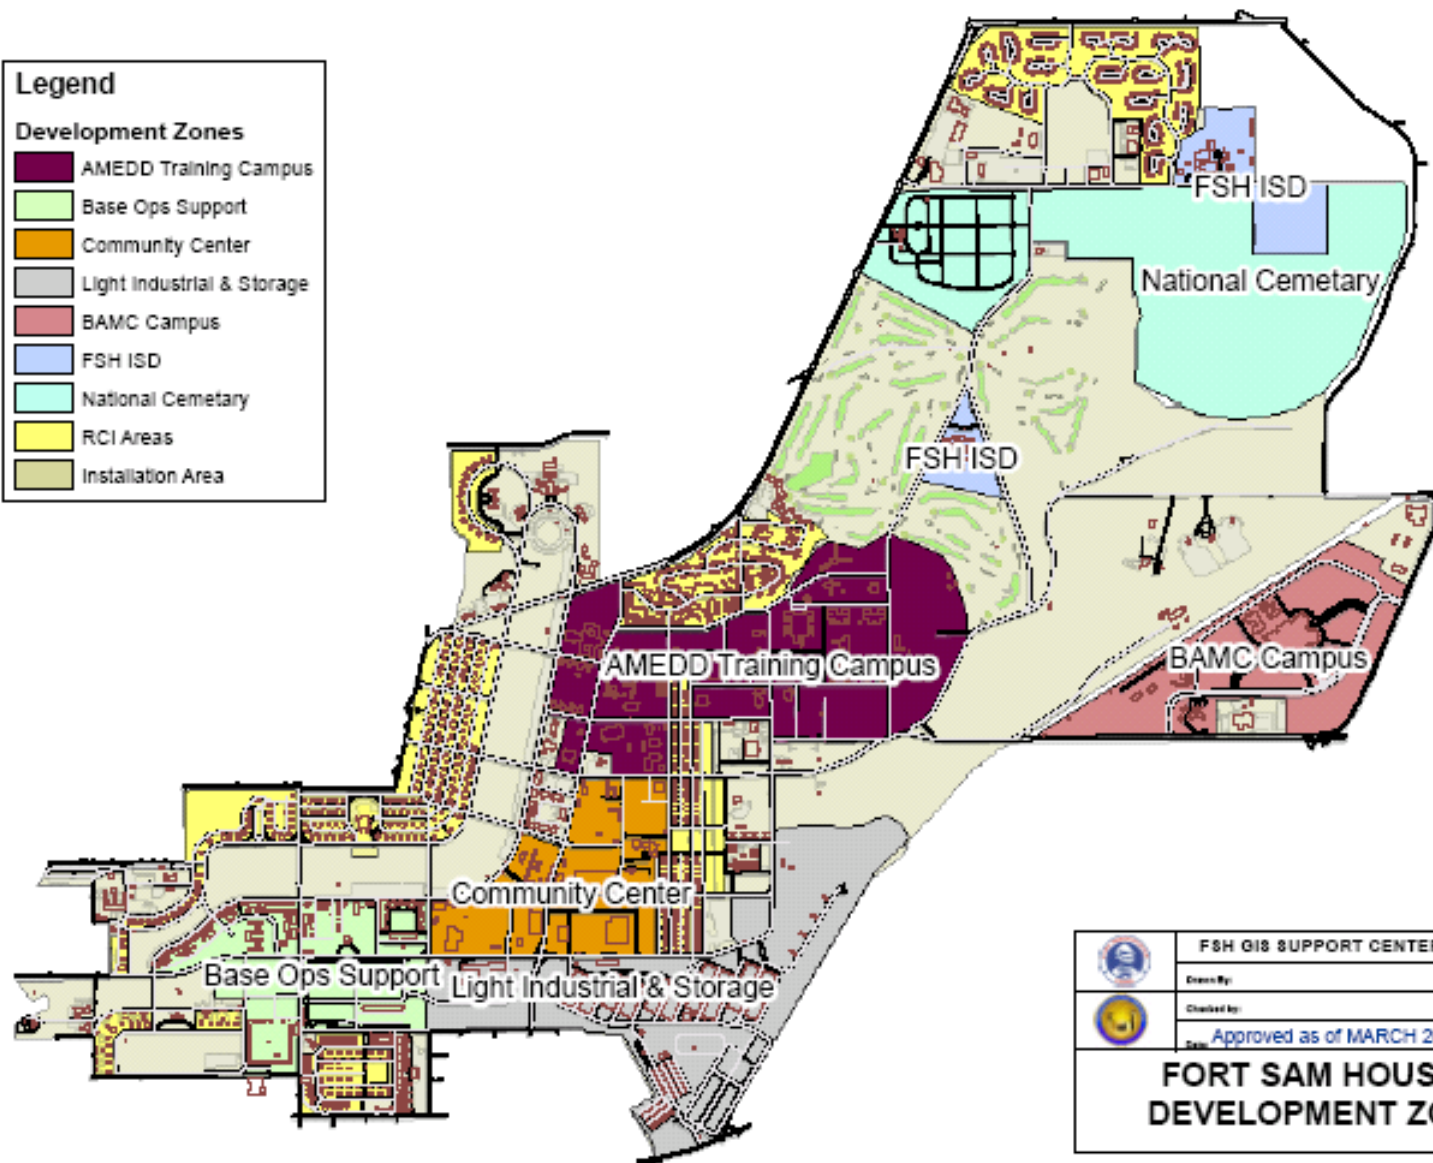 Legend
Development Zones
AMEDD Training Campus
Base Ops Support
Community Center
Light Industrial & Storage
BAMC Campus
FSH ISD
National Cemetary
RCI Areas
Installation Area
FSH ISD
National Cemetary
FSH ISD
AMEDD Training Campus
BAMC Campus
Community Center
Base Ops Support
Light Industrial & Storage
FSH GIS SUPPORT CENTER
Drawn By:
Checked by:
Date: Approved as of MARCH 2
FORT SAM HOUS
DEVELOPMENT ZO